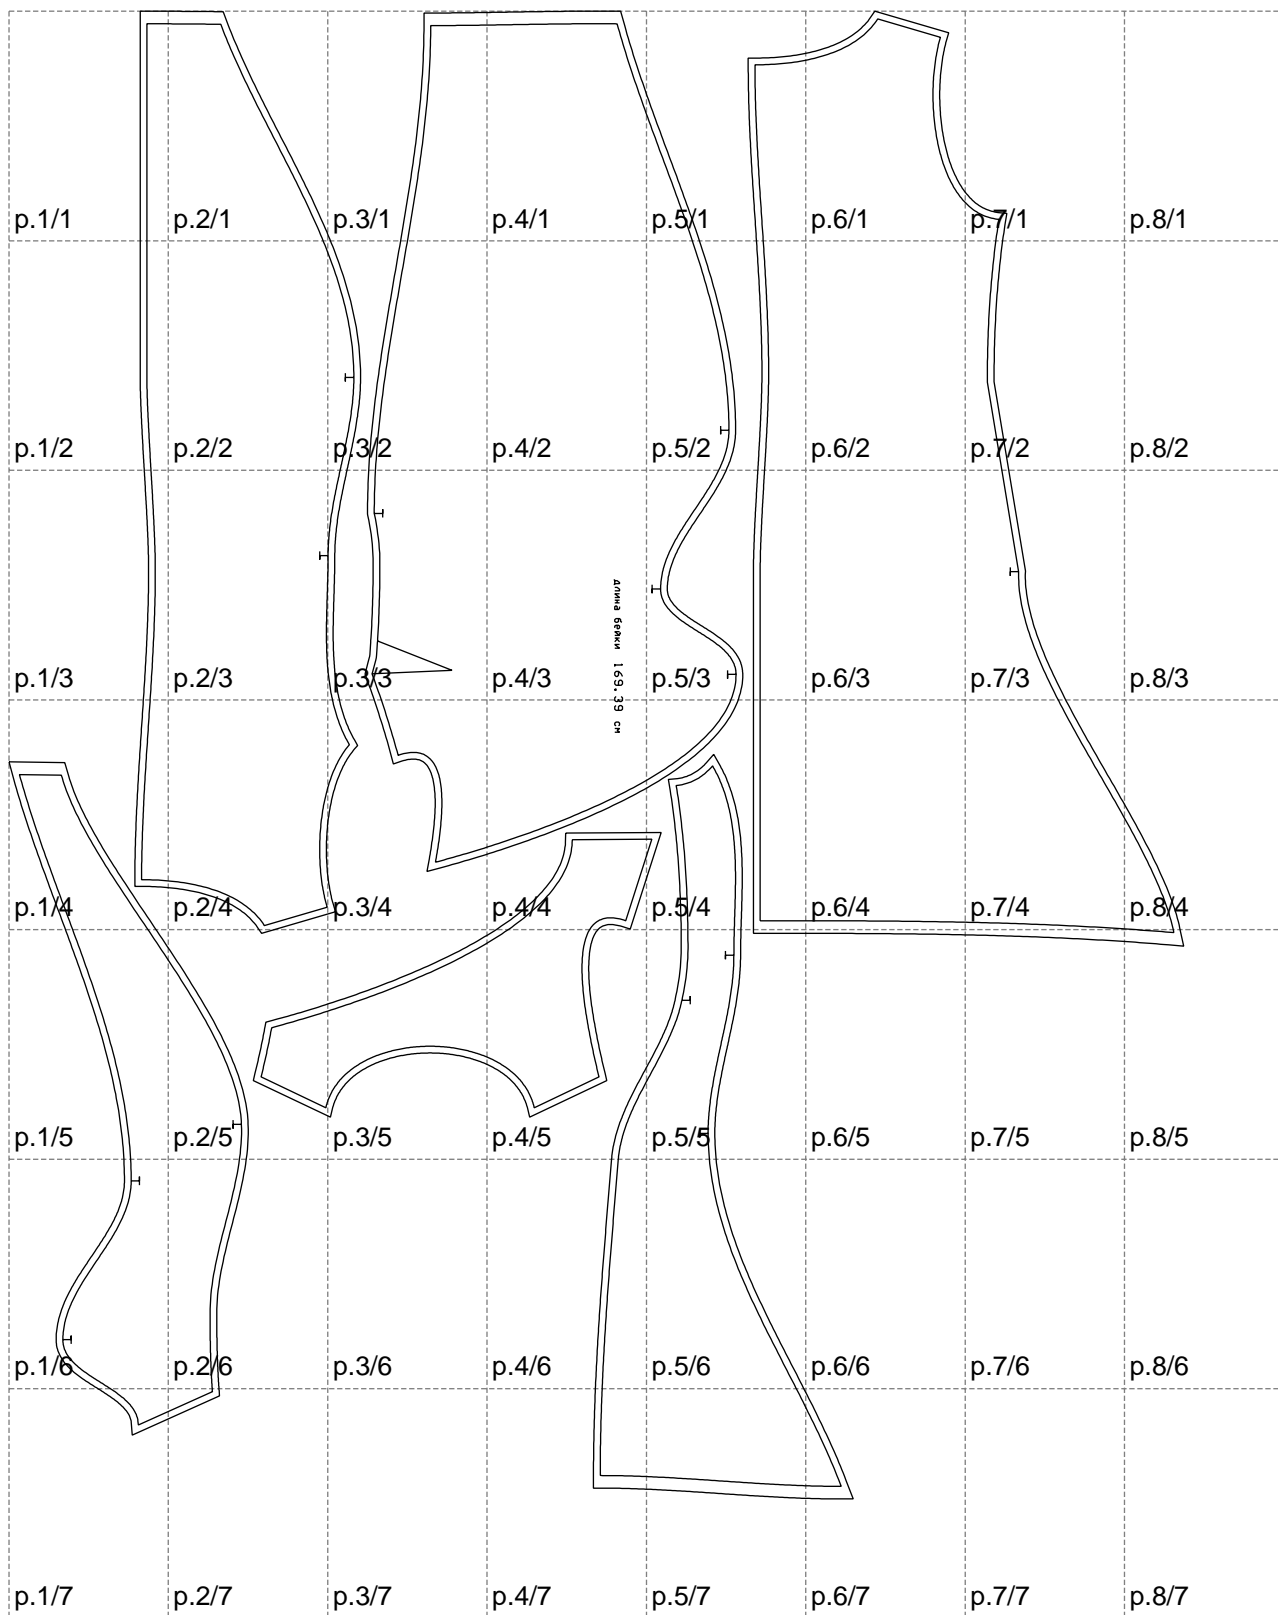 p.1/1 p.2/1 p.3/1 p.4/1 p.5/1 p.6/1 p.7/1 p.8/1
p.1/2 p.2/2 p.3/2 p.4/2 p.5/2 p.6/2 p.7/2 p.8/2
длина бейки 169.39 см
p.1/3 p.2/3 p.3/3 p.4/3 p.5/3 p.6/3 p.7/3 p.8/3
p.1/4 p.2/4 p.3/4 p.4/4 p.5/4 p.6/4 p.7/4 p.8/4
p.1/5 p.2/5 p.3/5 p.4/5 p.5/5 p.6/5 p.7/5 p.8/5
p.1/6 p.2/6 p.3/6 p.4/6 p.5/6 p.6/6 p.7/6 p.8/6
p.1/7 p.2/7 p.3/7 p.4/7 p.5/7 p.6/7 p.7/7 p.8/7